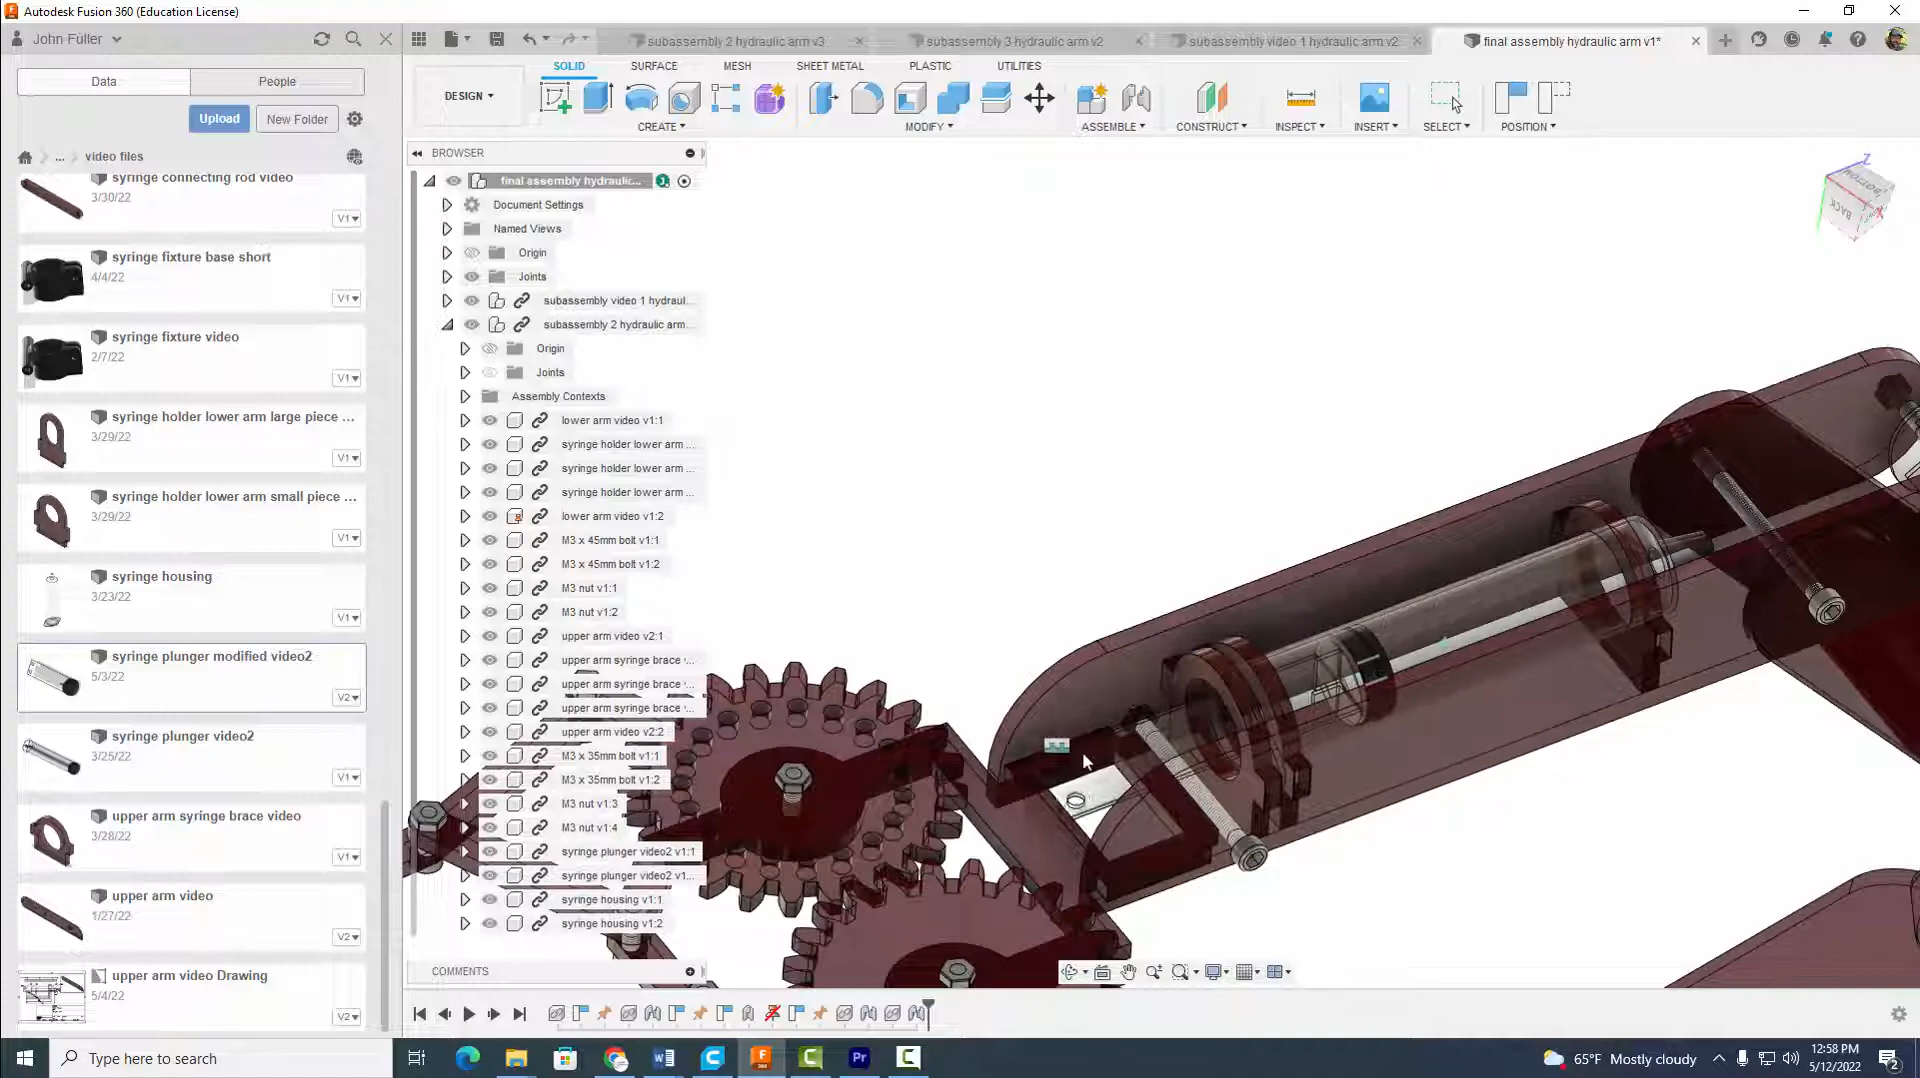 Autodesk Fusion 360 (Education License)
John Fuller
subassembly 2 hydraulic arm v3
subassembly 3 hydraulic arm v2
subassembly video 1 hydraulic arm v2
final assembly hydraulic arm v1*
Data
People
SOLID
SURFACE
MESH
SHEET METAL
PLASTIC
UTILITIES
DESIGN
Upload
New Folder
CREATE
MODIFY
ASSEMBLE
CONSTRUCT
INSPECT
INSERT
SELECT
POSITION
...
video files
BROWSER
syringe connecting rod video
3/30/22
V1
syringe fixture base short
4/4/22
V1
syringe fixture video
2/7/22
V1
syringe holder lower arm large piece ...
3/29/22
V1
syringe holder lower arm small piece ...
3/29/22
V1
syringe housing
3/23/22
V1
syringe plunger modified video2
5/3/22
V2
syringe plunger video2
3/25/22
V1
upper arm syringe brace video
3/28/22
V1
upper arm video
1/27/22
V2
upper arm video Drawing
5/4/22
V2
final assembly hydraulic...
Document Settings
Named Views
Origin
Joints
subassembly video 1 hydraul...
subassembly 2 hydraulic arm...
Origin
Joints
Assembly Contexts
lower arm video v1:1
syringe holder lower arm ...
syringe holder lower arm ...
syringe holder lower arm ...
lower arm video v1:2
M3 x 45mm bolt v1:1
M3 x 45mm bolt v1:2
M3 nut v1:1
M3 nut v1:2
upper arm video v2:1
upper arm syringe brace v...
upper arm syringe brace v...
upper arm syringe brace v...
upper arm video v2:2
M3 x 35mm bolt v1:1
M3 x 35mm bolt v1:2
M3 nut v1:3
M3 nut v1:4
syringe plunger video2 v1:1
syringe plunger video2 v1...
syringe housing v1:1
syringe housing v1:2
COMMENTS
Z
BOTTOM
BACK
X
Type here to search
65°F Mostly cloudy
12:58 PM
5/12/2022
2